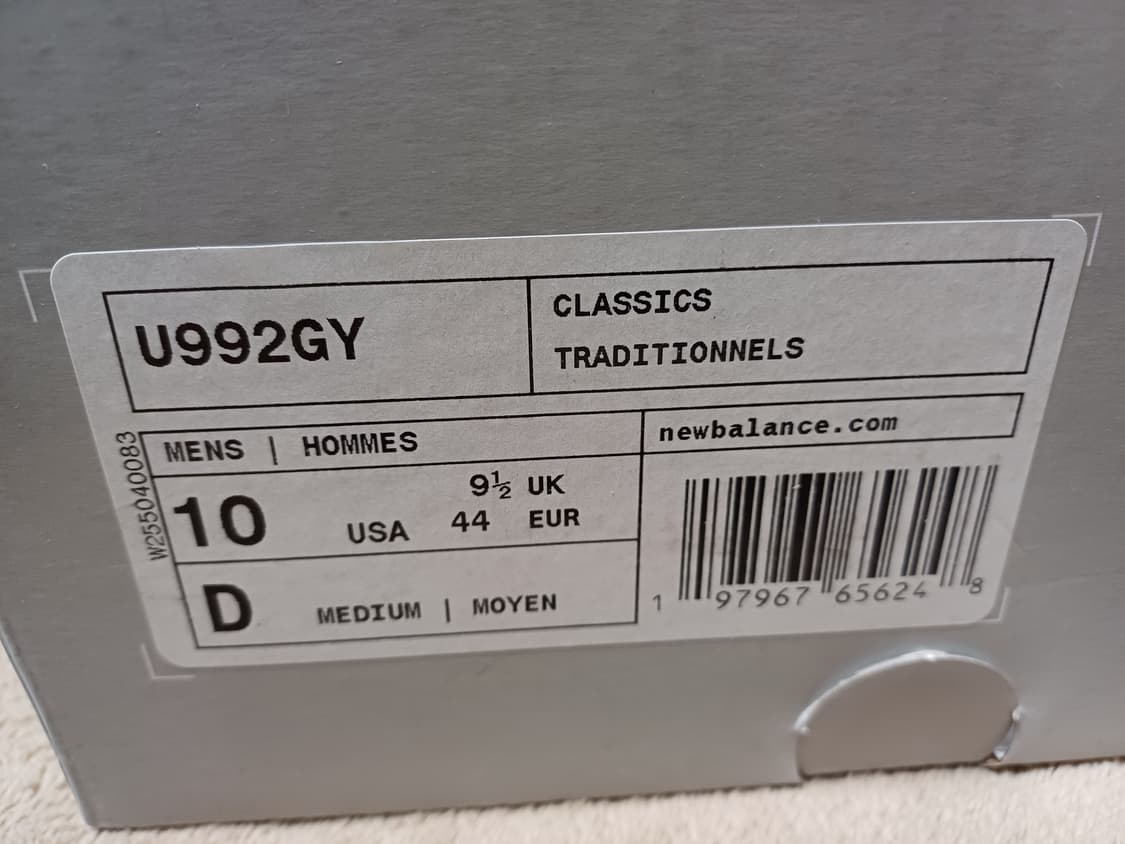 U992GY
CLASSICS
TRADITIONNELS
MENS | HOMMES
newbalance.com
10 USA 9½ UK
44 EUR
D MEDIUM | MOYEN
W255040083
1 97967 65624 8